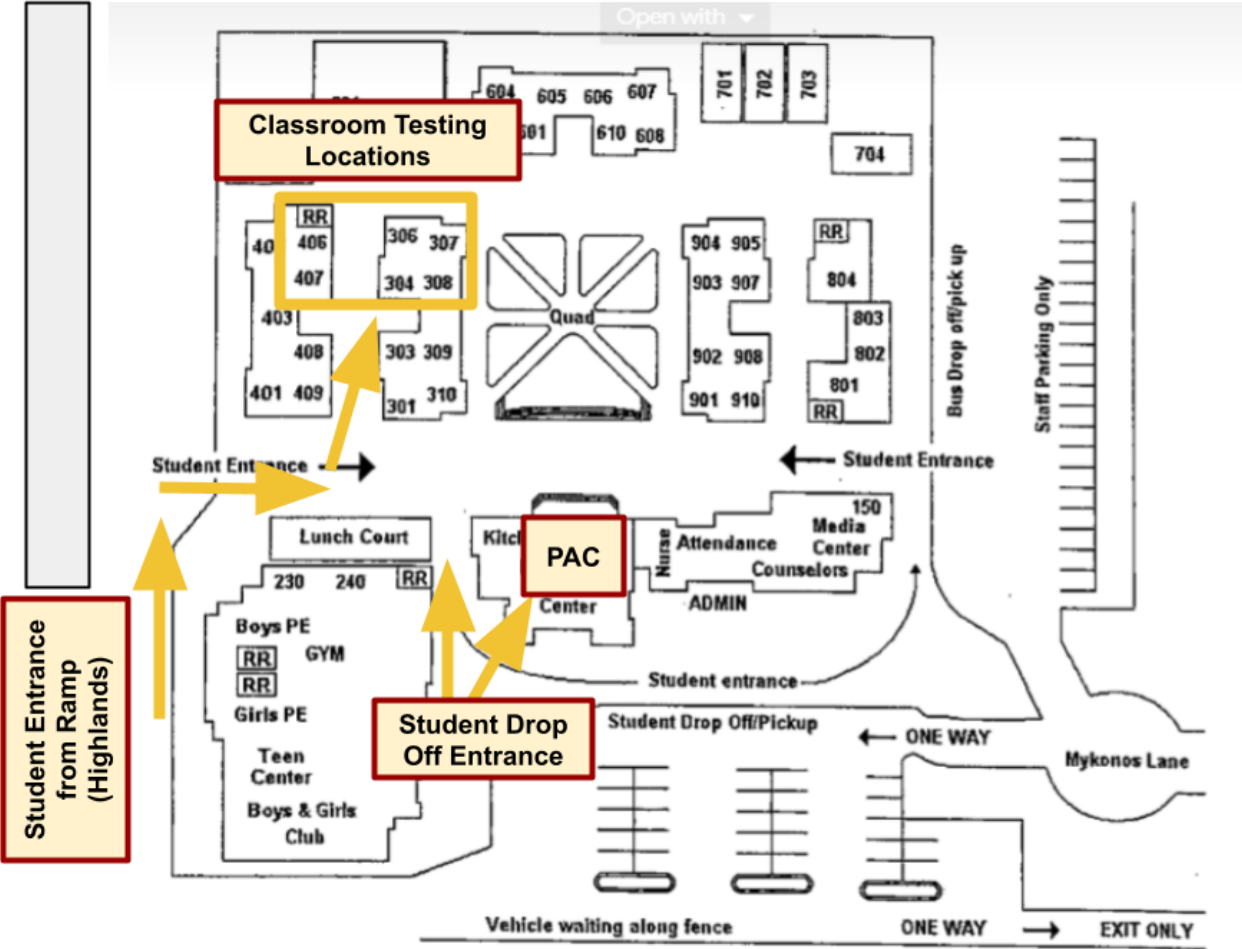 Open with
Classroom Testing
Locations
604 605 606 607
601 610 608
701
702
703
704
RR
406
407
403
408
401 409
306 307
304 308
303 309
310
301
Quad
904 905
903 907
902 908
901 910
RR
804
803
802
801
RR
Bus Drop off/pick up
Staff Parking Only
Student Entrance
Student Entrance
Lunch Court
230 240 RR
Boys PE
RR GYM
RR
Girls PE
Teen
Center
Boys & Girls
Club
PAC
Center
Nurse
Attendance
150
Media
Center
Counselors
ADMIN
Student entrance
Student Entrance
from Ramp
(Highlands)
Student Drop
Off Entrance
Student Drop Off/Pickup
ONE WAY
Mykonos Lane
Vehicle waiting along fence
ONE WAY
EXIT ONLY